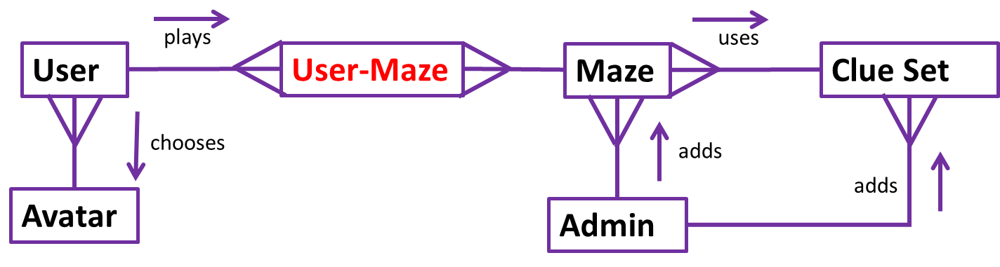 plays
uses
User
User-Maze
Maze
Clue Set
chooses
adds
adds
Avatar
Admin